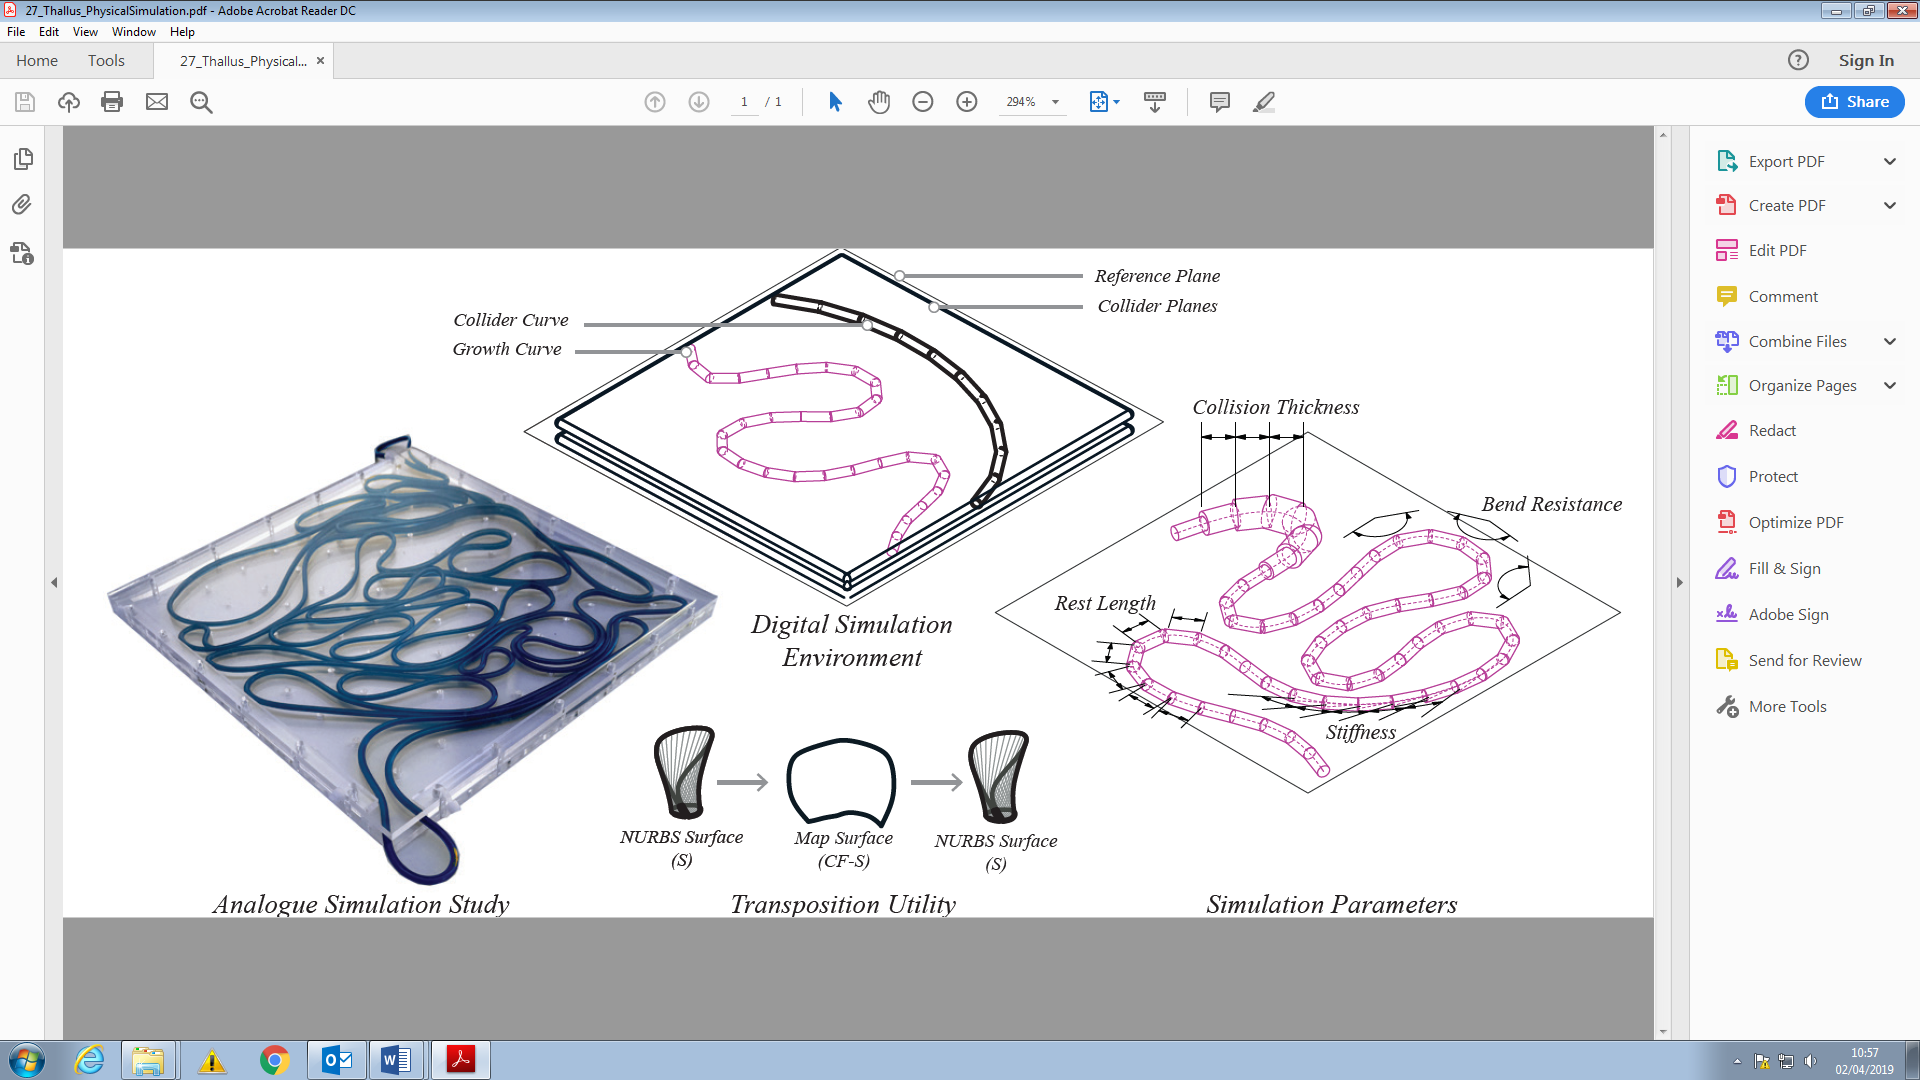 27_Thallus_PhysicalSimulation.pdf - Adobe Acrobat Reader DC
File Edit View Window Help
Home Tools 27_Thallus_Physical... ×
Sign In
1 / 1
294%
Share
Export PDF
Create PDF
Edit PDF
Comment
Combine Files
Organize Pages
Redact
Protect
Optimize PDF
Fill & Sign
Adobe Sign
Send for Review
More Tools
Reference Plane
Collider Planes
Collider Curve
Growth Curve
Digital Simulation
Environment
Collision Thickness
Bend Resistance
Rest Length
Stiffness
NURBS Surface
(S)
Map Surface
(CF-S)
NURBS Surface
(S)
Analogue Simulation Study
Transposition Utility
Simulation Parameters
10:57
02/04/2019